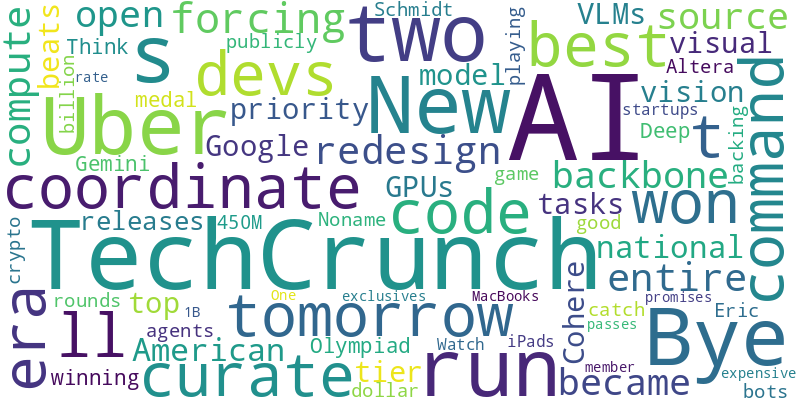 open
forcing
Schmidt
two
VLMs
source
compute
beats
Think
s
publicly
playing
best
visual
billion
rate
devs
model
New
AI
Altera
command
medal
priority
vision
startups
Uber
Google
redesign
Deep
t
backing
Gemini
GPUs
game
backbone
coordinate
code
tasks
won
releases
450M
Noname
good
national
crypto
TechCrunch
entire
era
rounds
top
1B
One
exclusives
MacBooks
Cohere
promises
ll
agents
tomorrow
catch
Eric
Bye
passes
American
Olympiad
Watch
iPads
winning
curate
tier
run
member
became
expensive
dollar
bots